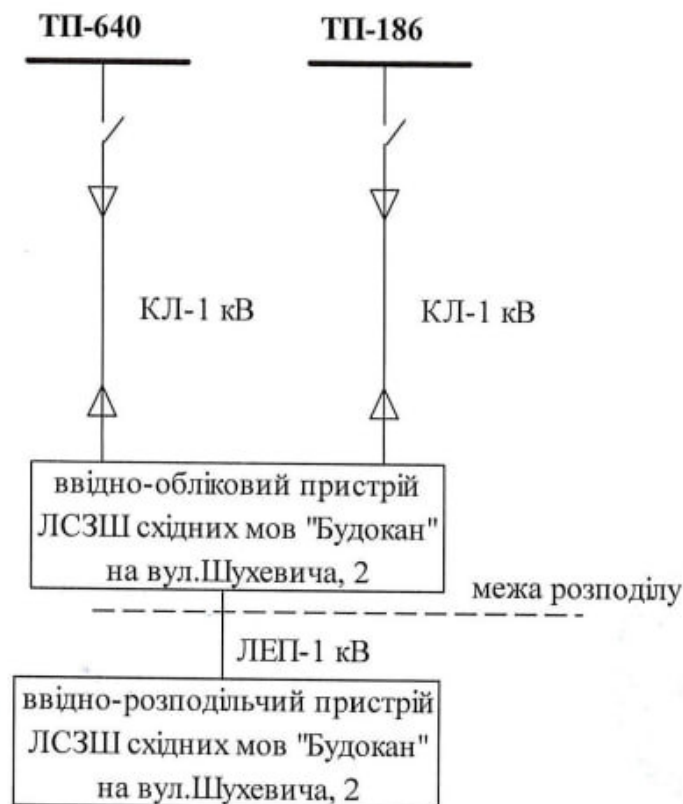 ТП-640
ТП-186
КЛ-1 кВ
КЛ-1 кВ
ввідно-обліковий пристрій
ЛСЗШ східних мов "Будокан"
на вул.Шухевича, 2
межа розподілу
ЛЕП-1 кВ
ввідно-розподільчий пристрій
ЛСЗШ східних мов "Будокан"
на вул.Шухевича, 2